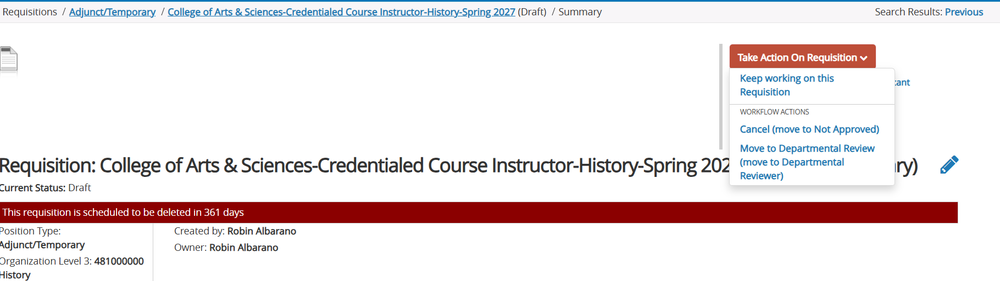 Requisitions / Adjunct/Temporary / College of Arts & Sciences-Credentialed Course Instructor-History-Spring 2027 (Draft) / Summary
Search Results: Previous
Take Action On Requisition
Keep working on this
Requisition
WORKFLOW ACTIONS
Cancel (move to Not Approved)
Move to Departmental Review
(move to Departmental
Reviewer)
Requisition: College of Arts & Sciences-Credentialed Course Instructor-History-Spring
Current Status: Draft
This requisition is scheduled to be deleted in 361 days
Position Type:
Adjunct/Temporary
Organization Level 3: 481000000
History
Created by: Robin Albarano
Owner: Robin Albarano